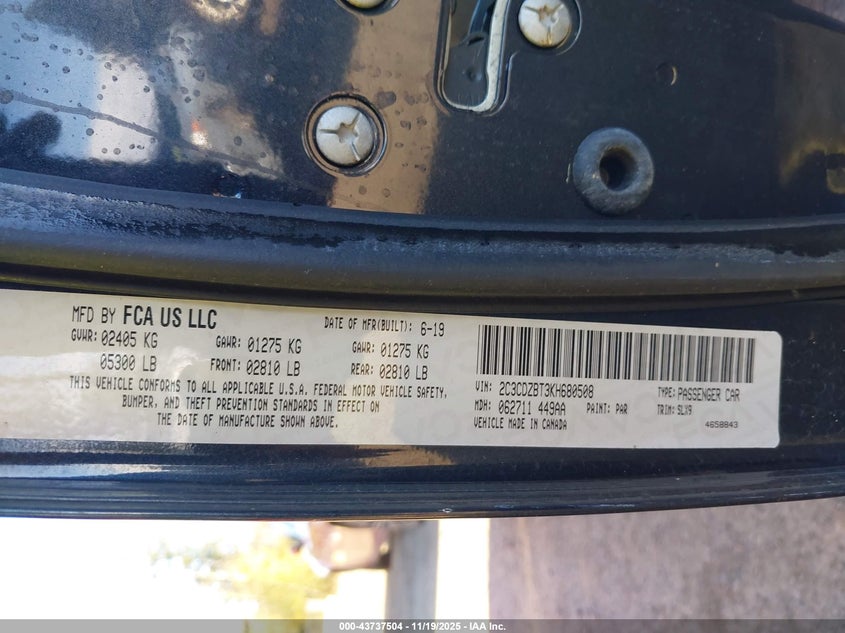 MFD BY FCA US LLC DATE OF MFR(BUILT): 6-19
GVWR: 02405 KG GAWR: 01275 KG GAWR: 01275 KG
05300 LB FRONT: 02810 LB REAR: 02810 LB
THIS VEHICLE CONFORMS TO ALL APPLICABLE U.S.A. FEDERAL MOTOR VEHICLE SAFETY,
BUMPER, AND THEFT PREVENTION STANDARDS IN EFFECT ON
THE DATE OF MANUFACTURE SHOWN ABOVE.
VIN: 2C3CDZBT3KH680508 TYPE: PASSENGER CAR
MDH: 062711 449AA PAINT: PAR TRIM: SLX9
VEHICLE MADE IN CANADA 4658843
000-43737504 - 11/19/2025 - IAA Inc.